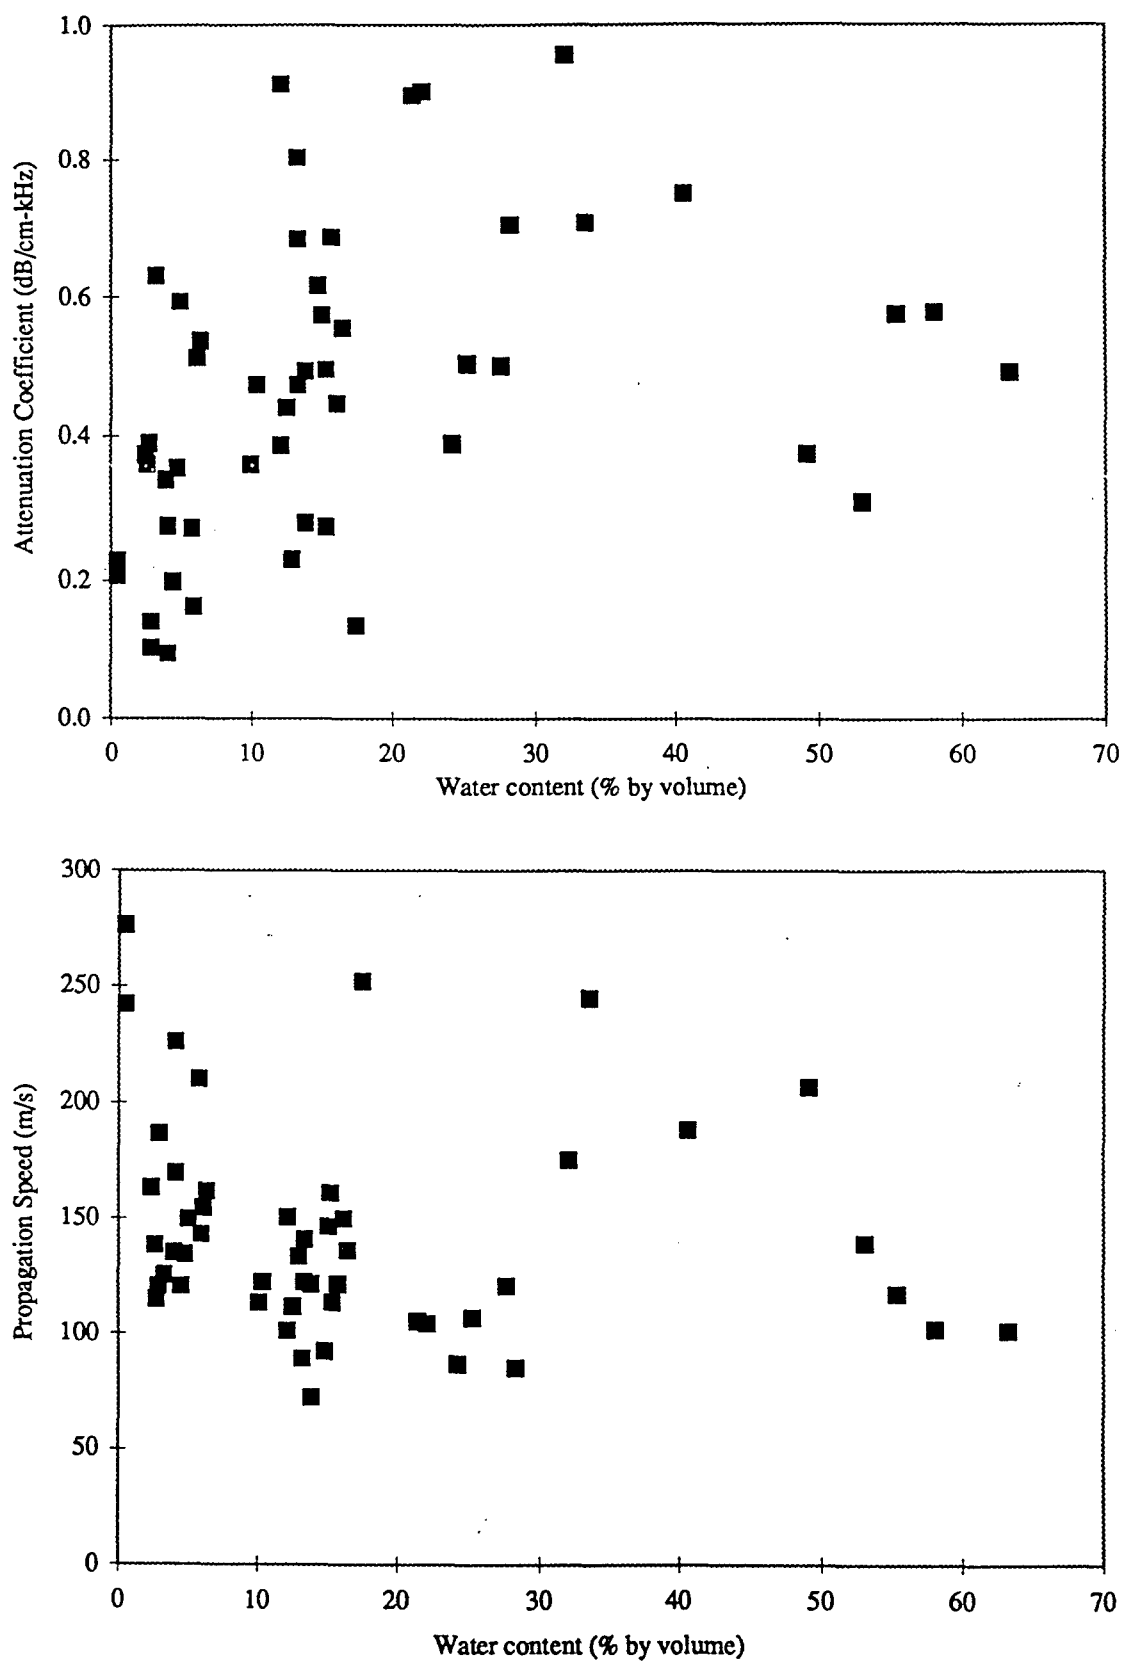 1.0
0.8
0.6
0.4
0.2
0.0
Attenuation Coefficient (dB/cm-kHz)
0 10 20 30 40 50 60 70
Water content (% by volume)
300
250
200
150
100
50
0
Propagation Speed (m/s)
0 10 20 30 40 50 60 70
Water content (% by volume)